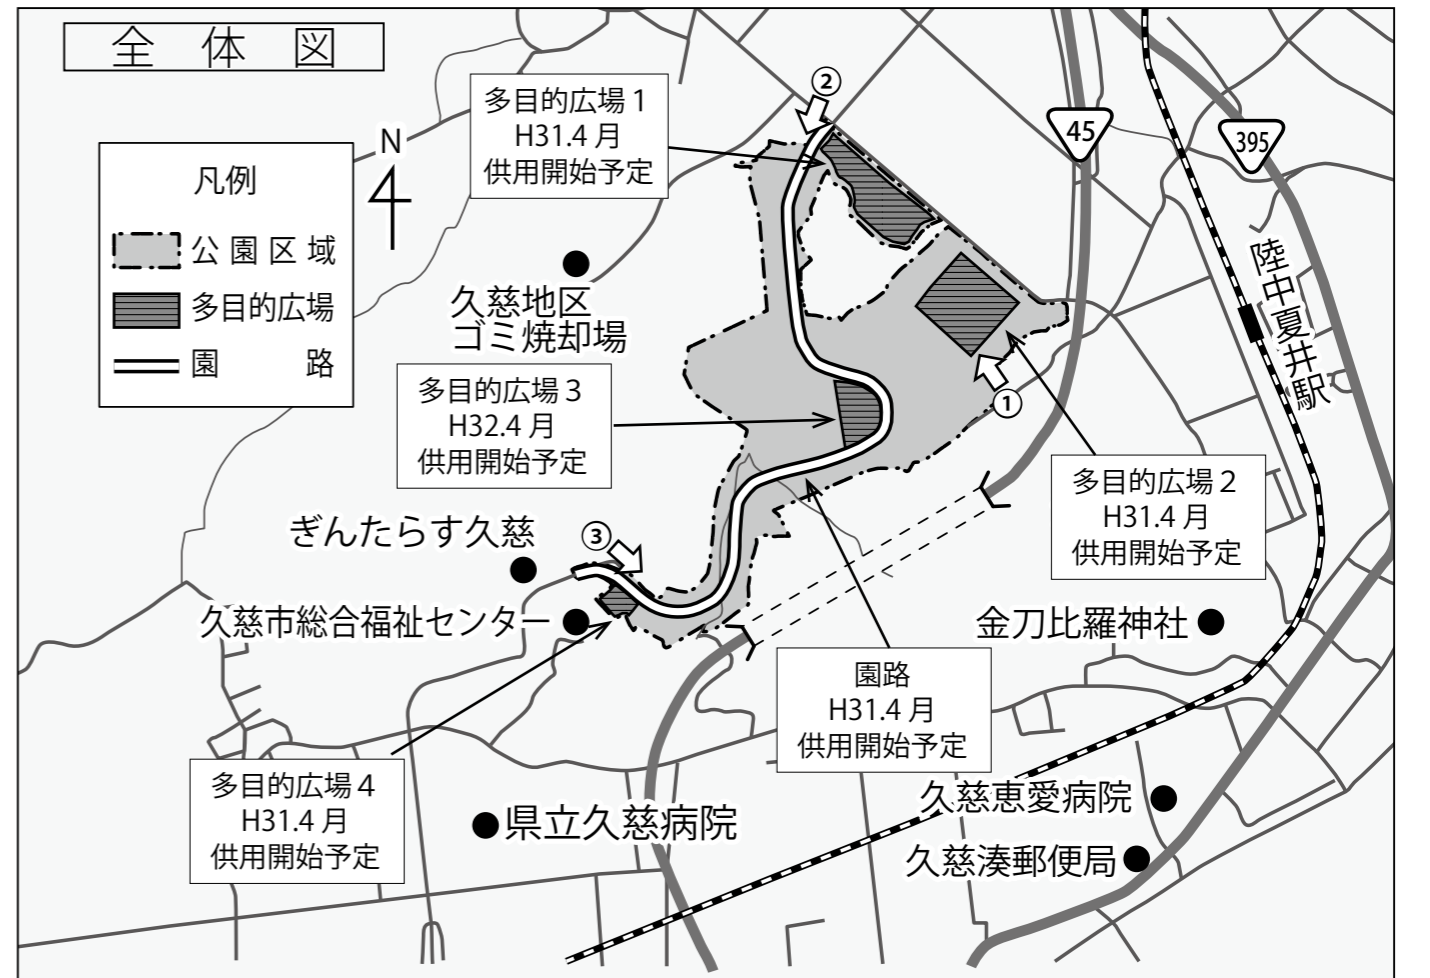 全体図
N
凡例
公園区域
多目的広場
園路
多目的広場1
H31.4月
供用開始予定
②
45
395
陸中夏井駅
久慈地区
ゴミ焼却場
多目的広場3
H32.4月
供用開始予定
①
多目的広場2
H31.4月
供用開始予定
ぎんたらす久慈
③
久慈市総合福祉センター
金刀比羅神社
園路
H31.4月
供用開始予定
多目的広場4
H31.4月
供用開始予定
県立久慈病院
久慈恵愛病院
久慈湊郵便局